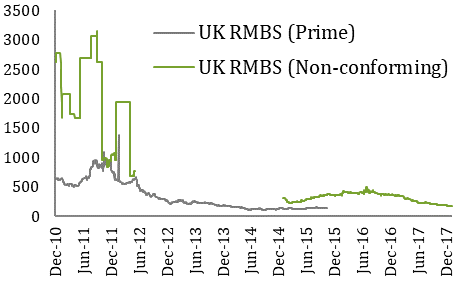 3500
3000
2500
2000
1500
1000
500
0
UK RMBS (Prime)
UK RMBS (Non-conforming)
Dec-10
Jun-11
Dec-11
Jun-12
Dec-12
Jun-13
Dec-13
Jun-14
Dec-14
Jun-15
Dec-15
Jun-16
Dec-16
Jun-17
Dec-17